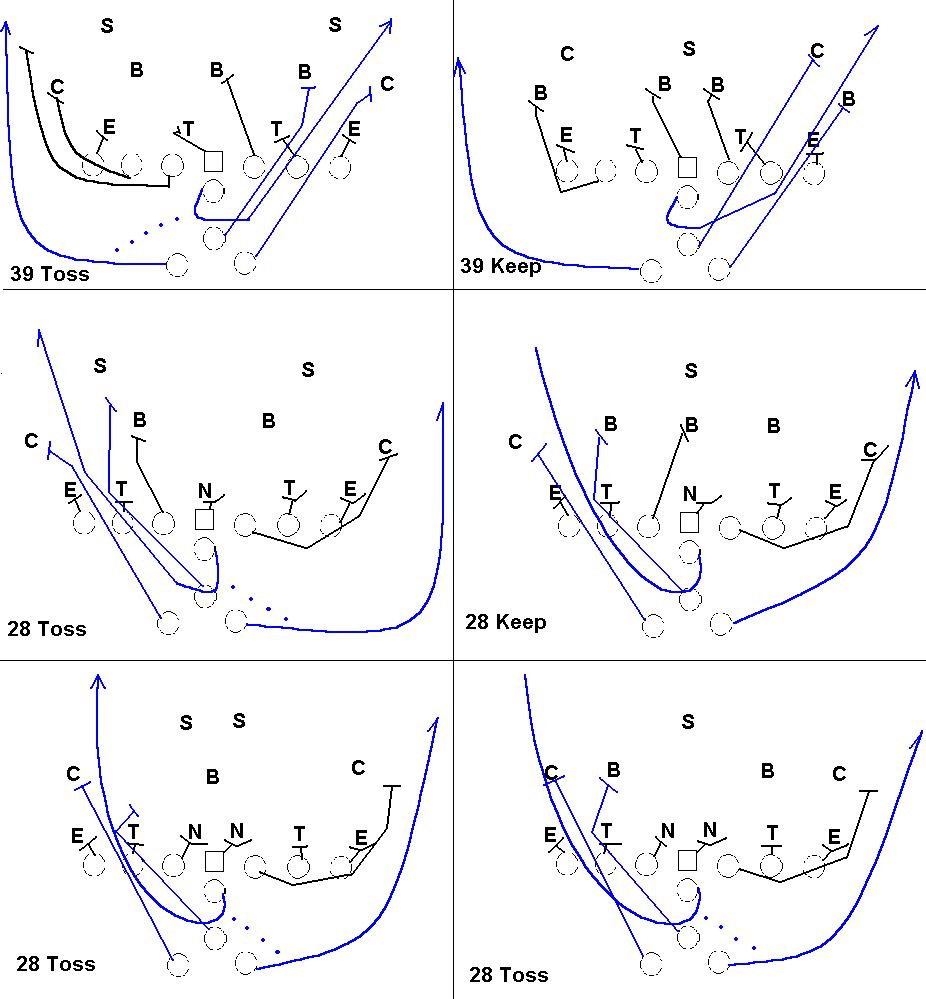 S S
B B B
C C
E T T E
39 Toss
C S C
B B B B
E T T E
39 Keep
S S
C B B C
E T N T E
28 Toss
S
C B B B C
E T N T E
28 Keep
S S
C B C
E T N N T E
28 Toss
S
C B B C
E T N N T E
28 Toss